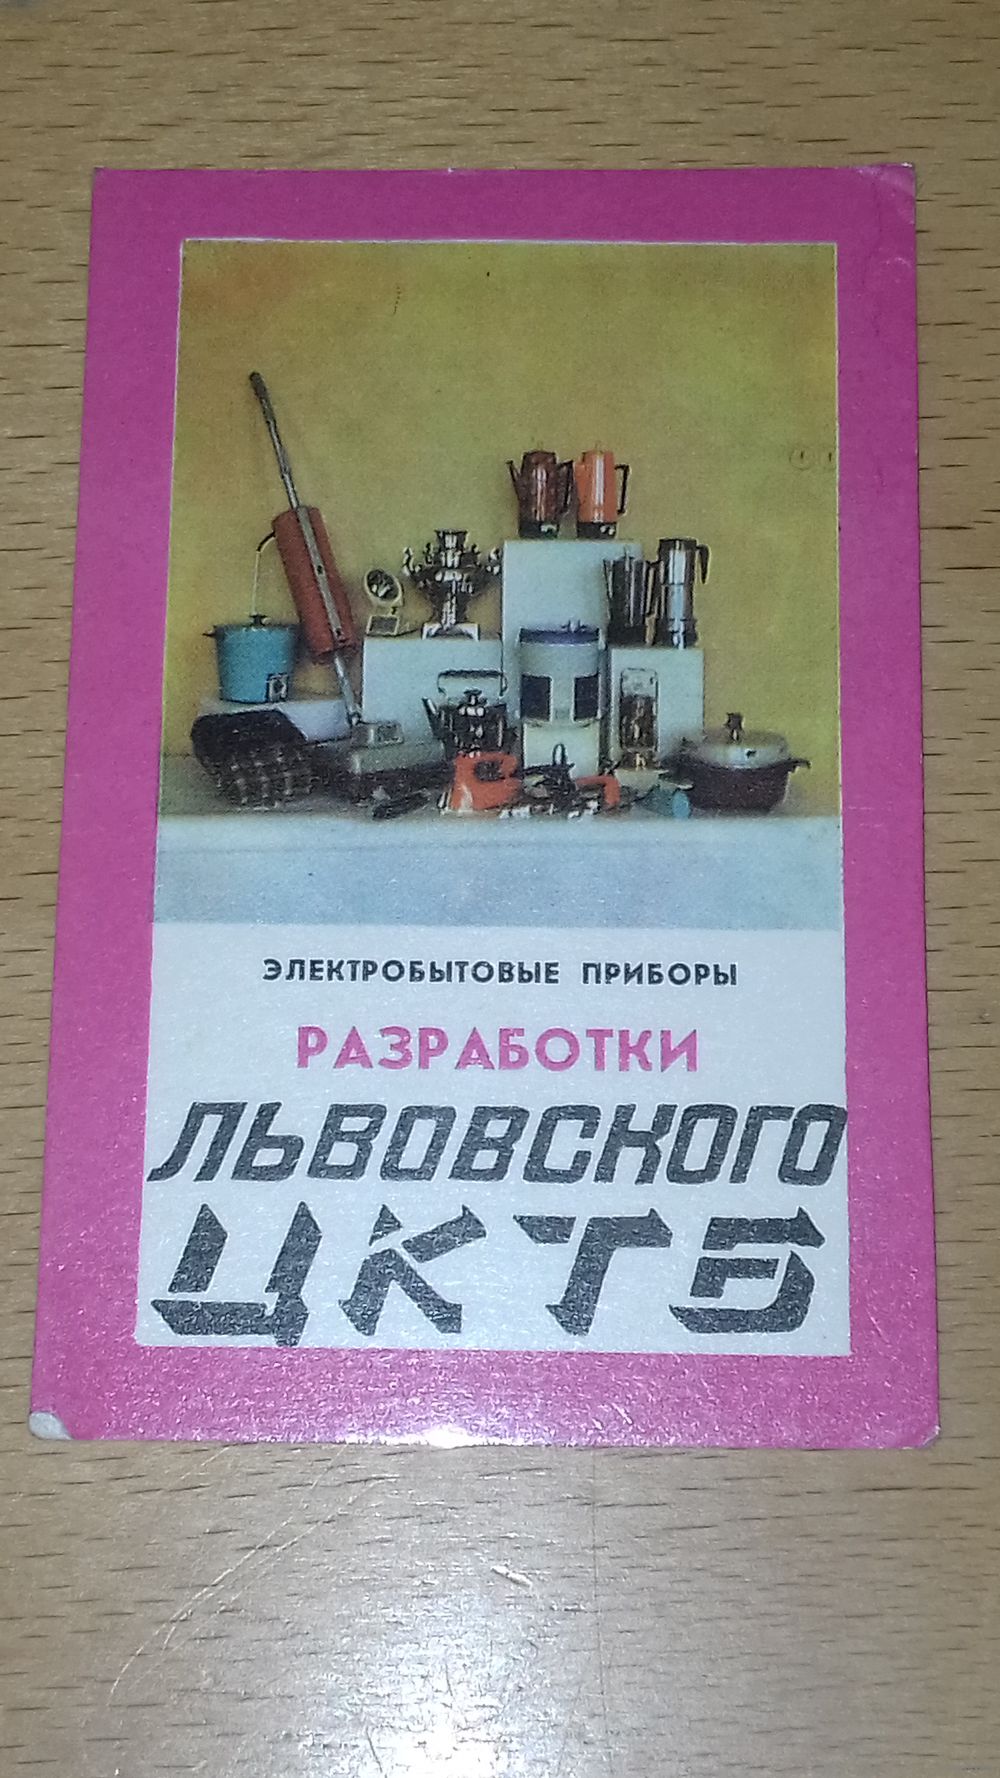 ЭЛЕКТРОБЫТОВЫЕ ПРИБОРЫ
РАЗРАБОТКИ
ЛЬВОВСКОГО
ЦКТБ